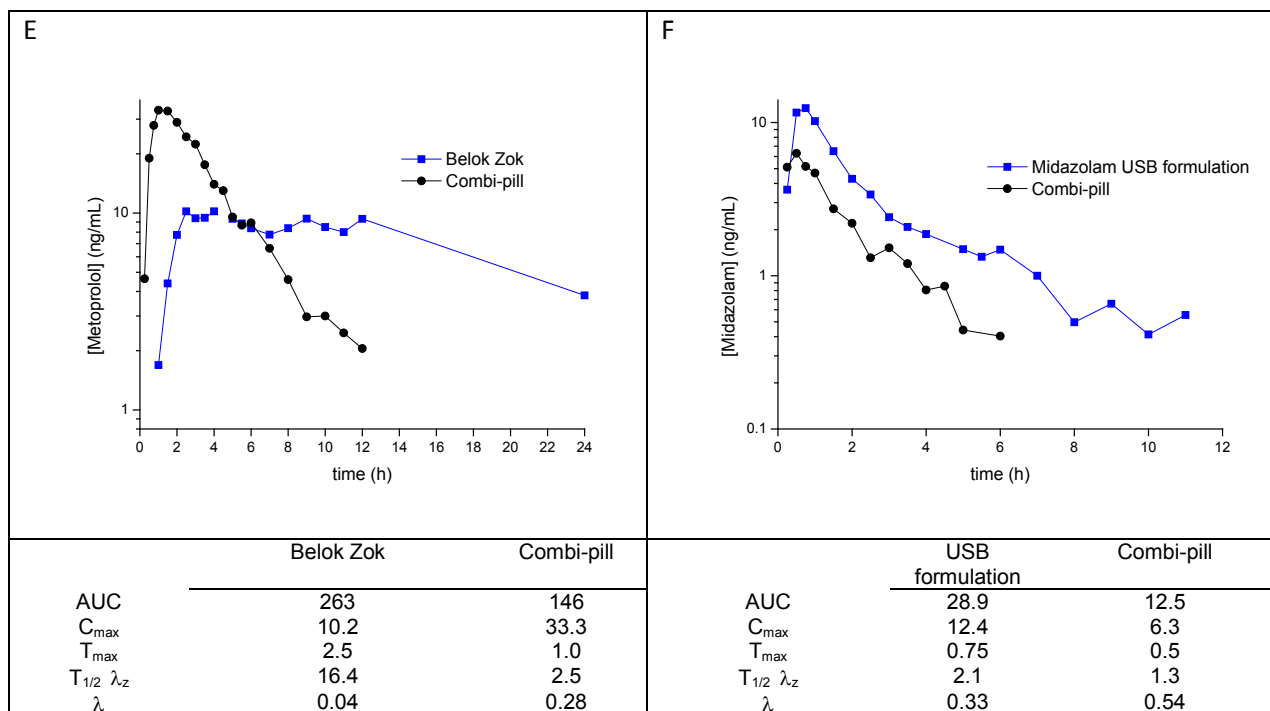 E
[Metoprolol] (ng/mL)
10
1
Belok Zok
Combi-pill
0 2 4 6 8 10 12 14 16 18 20 22 24
time (h)
Belok Zok Combi-pill
AUC 263 146
Cmax 10.2 33.3
Tmax 2.5 1.0
T1/2 λz 16.4 2.5
λ 0.04 0.28
F
[Midazolam] (ng/mL)
10
1
0.1
Midazolam USB formulation
Combi-pill
0 2 4 6 8 10 12
time (h)
USB Combi-pill
formulation
AUC 28.9 12.5
Cmax 12.4 6.3
Tmax 0.75 0.5
T1/2 λz 2.1 1.3
λ 0.33 0.54